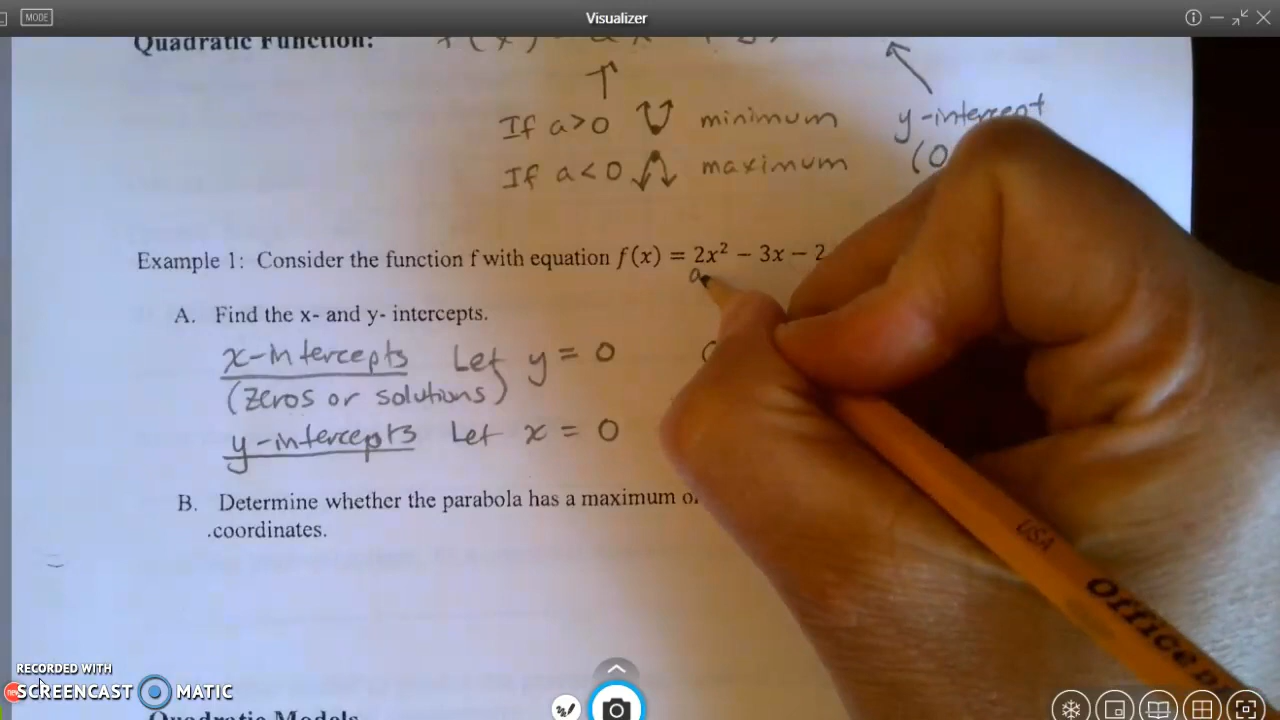 MODE Visualizer
Quadratic Function:
If a>0 minimum
y-intercept
If a<0 maximum
(0
Example 1: Consider the function f with equation f(x) = 2x² − 3x − 2
a
A. Find the x- and y- intercepts.
x-intercepts Let y = 0
(zeros or solutions)
y-intercepts Let x = 0
B. Determine whether the parabola has a maximum o
.coordinates.
USA
Office
RECORDED WITH
SCREENCAST MATIC
Quadratic Models